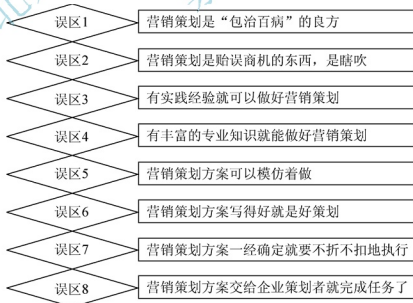 误区1 营销策划是“包治百病”的良方
误区2 营销策划是贻误商机的东西，是瞎吹
误区3 有实践经验就可以做好营销策划
误区4 有丰富的专业知识就能做好营销策划
误区5 营销策划方案可以模仿着做
误区6 营销策划方案写得好就是好策划
误区7 营销策划方案一经确定就要不折不扣地执行
误区8 营销策划方案交给企业策划者就完成任务了